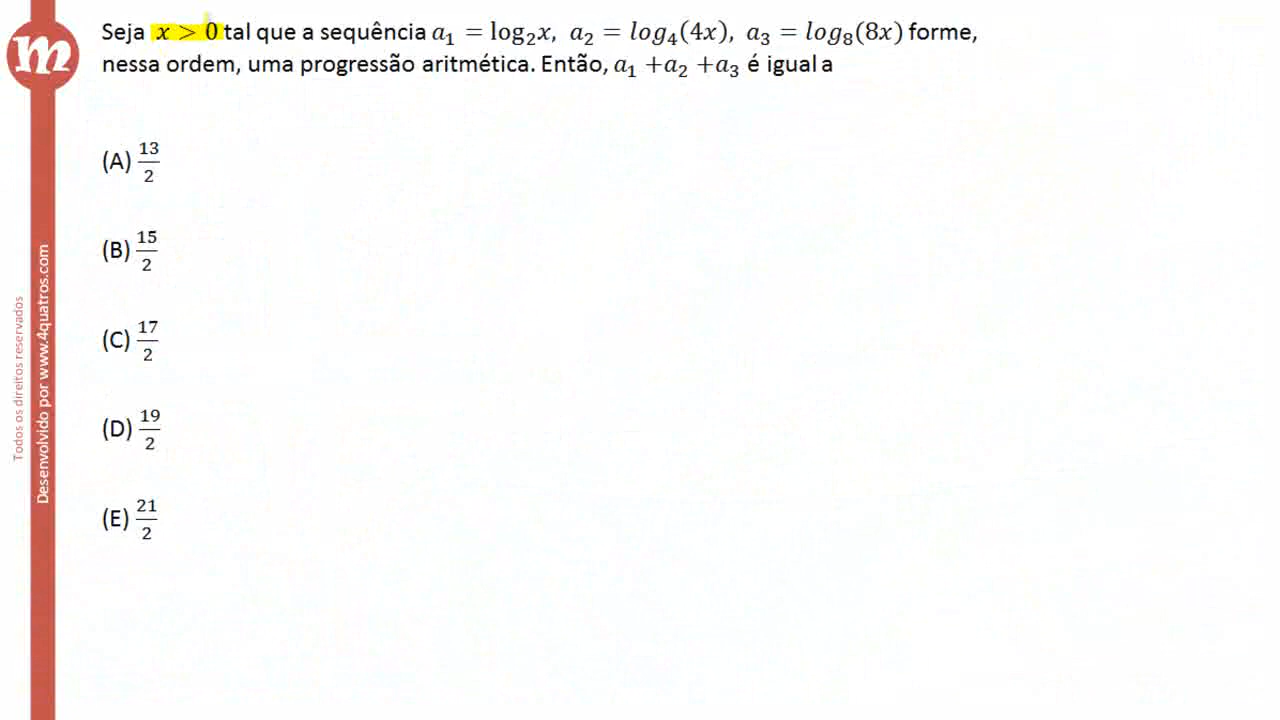 m
Seja x > 0 tal que a sequência a₁ = log₂x, a₂ = log₄(4x), a₃ = log₈(8x) forme,
nessa ordem, uma progressão aritmética. Então, a₁ +a₂ +a₃ é igual a
(A) 13/2
(B) 15/2
(C) 17/2
(D) 19/2
(E) 21/2
Todos os direitos reservados
Desenvolvido por www.4quatros.com